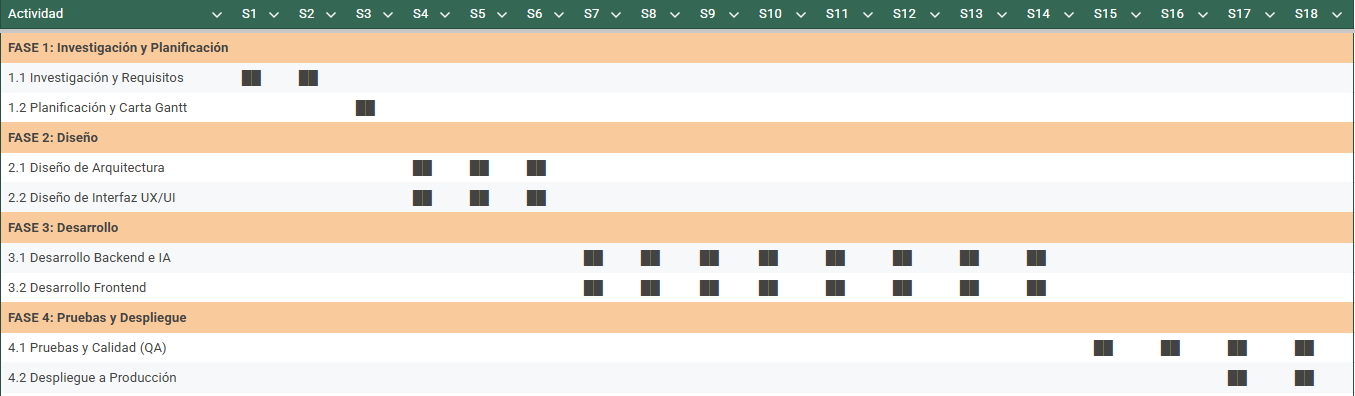 Actividad S1 S2 S3 S4 S5 S6 S7 S8 S9 S10 S11 S12 S13 S14 S15 S16 S17 S18
FASE 1: Investigación y Planificación
1.1 Investigación y Requisitos ██ ██
1.2 Planificación y Carta Gantt ██
FASE 2: Diseño
2.1 Diseño de Arquitectura ██ ██ ██
2.2 Diseño de Interfaz UX/UI ██ ██ ██
FASE 3: Desarrollo
3.1 Desarrollo Backend e IA ██ ██ ██ ██ ██ ██ ██ ██
3.2 Desarrollo Frontend ██ ██ ██ ██ ██ ██ ██ ██
FASE 4: Pruebas y Despliegue
4.1 Pruebas y Calidad (QA) ██ ██ ██ ██
4.2 Despliegue a Producción ██ ██